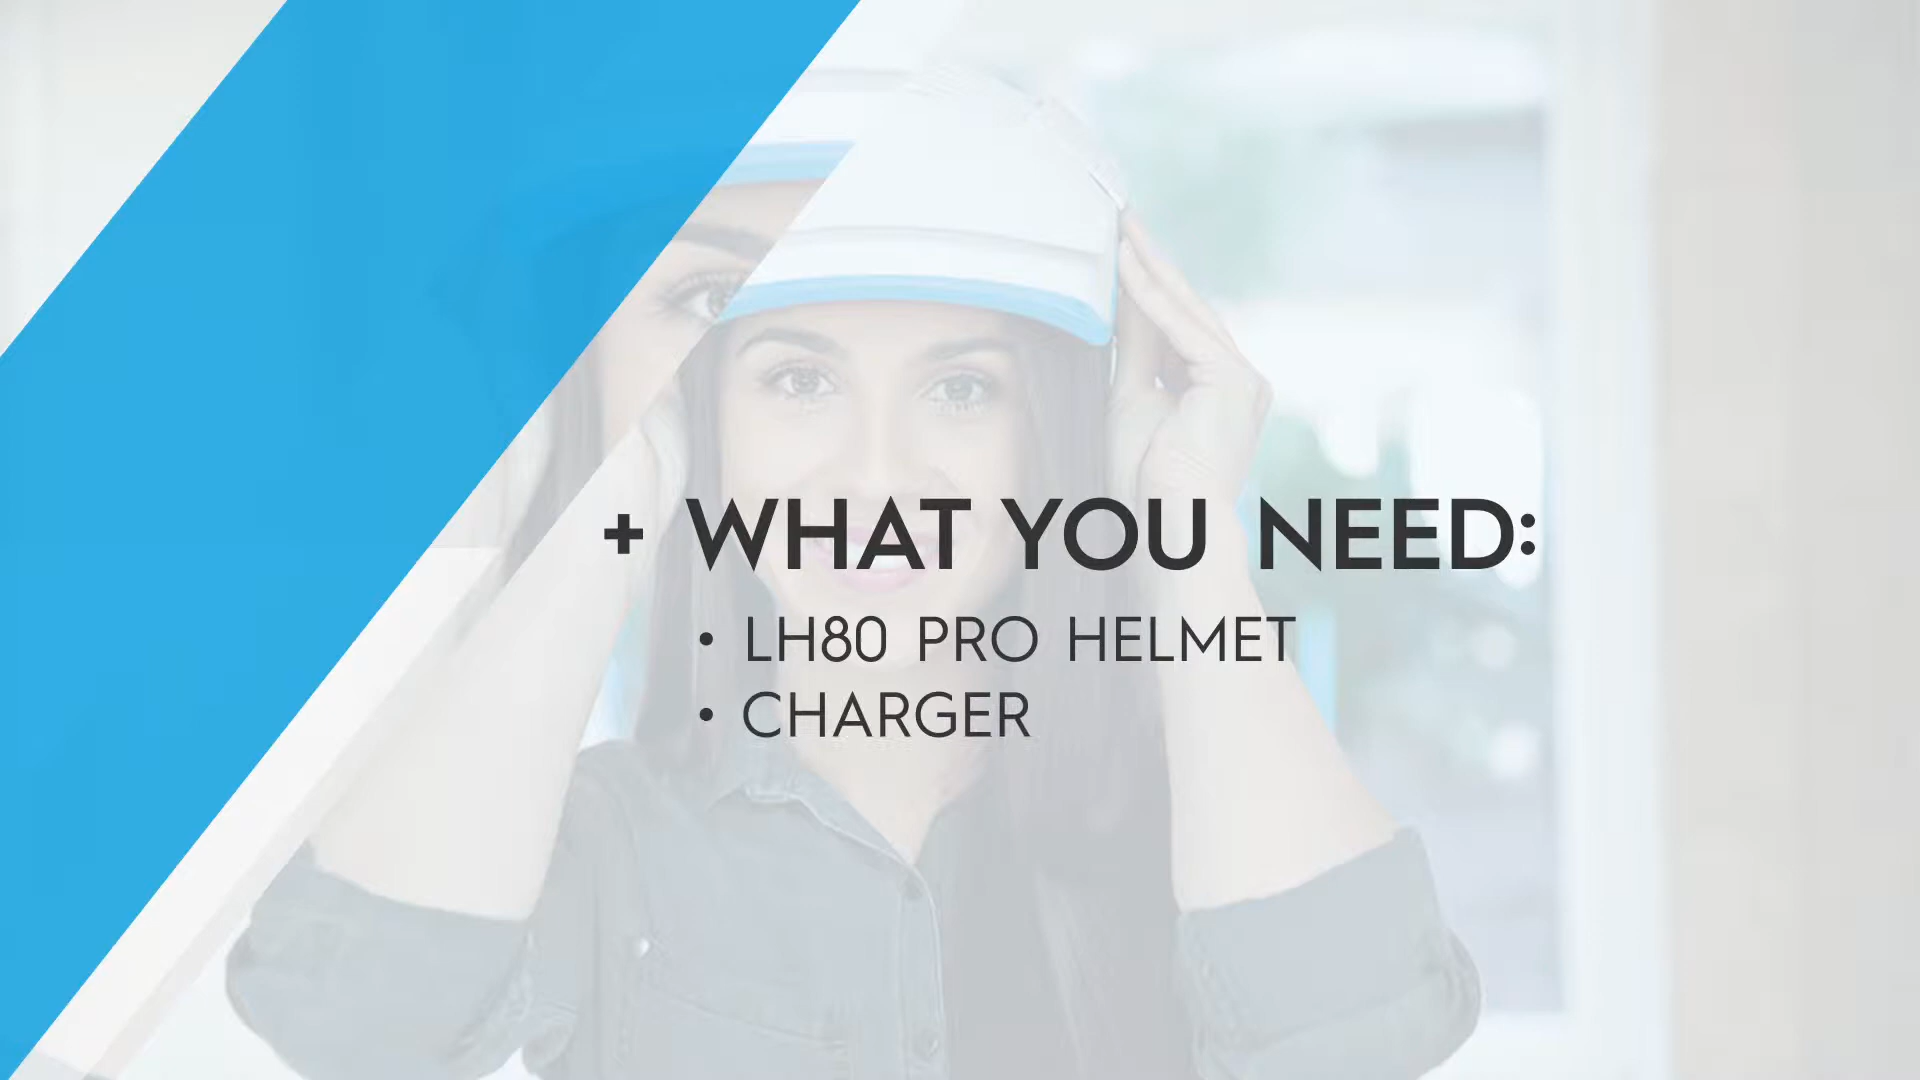 + WHAT YOU NEED:
• LH80 PRO HELMET
• CHARGER